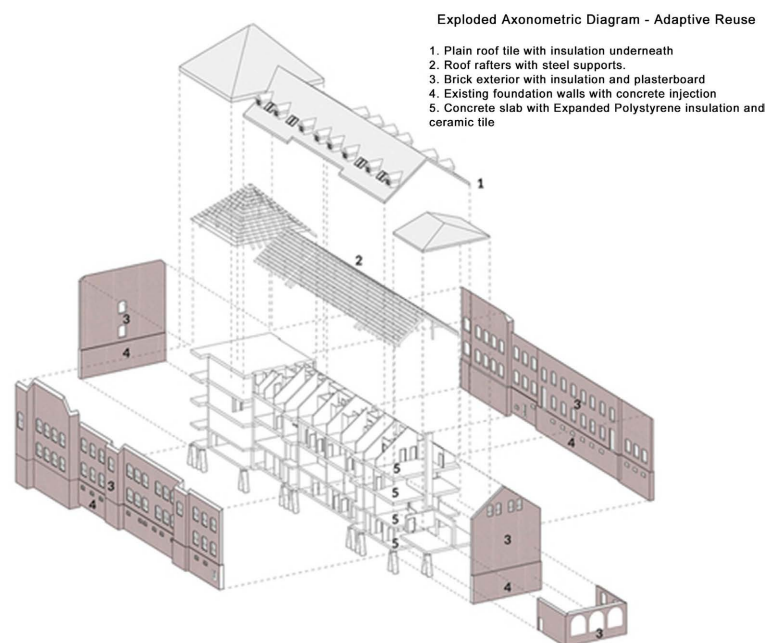 Exploded Axonometric Diagram - Adaptive Reuse
1. Plain roof tile with insulation underneath
2. Roof rafters with steel supports.
3. Brick exterior with insulation and plasterboard
4. Existing foundation walls with concrete injection
5. Concrete slab with Expanded Polystyrene insulation and
ceramic tile
1
2
3
4
3
4
3
4
5
5
5
5
3
4
3